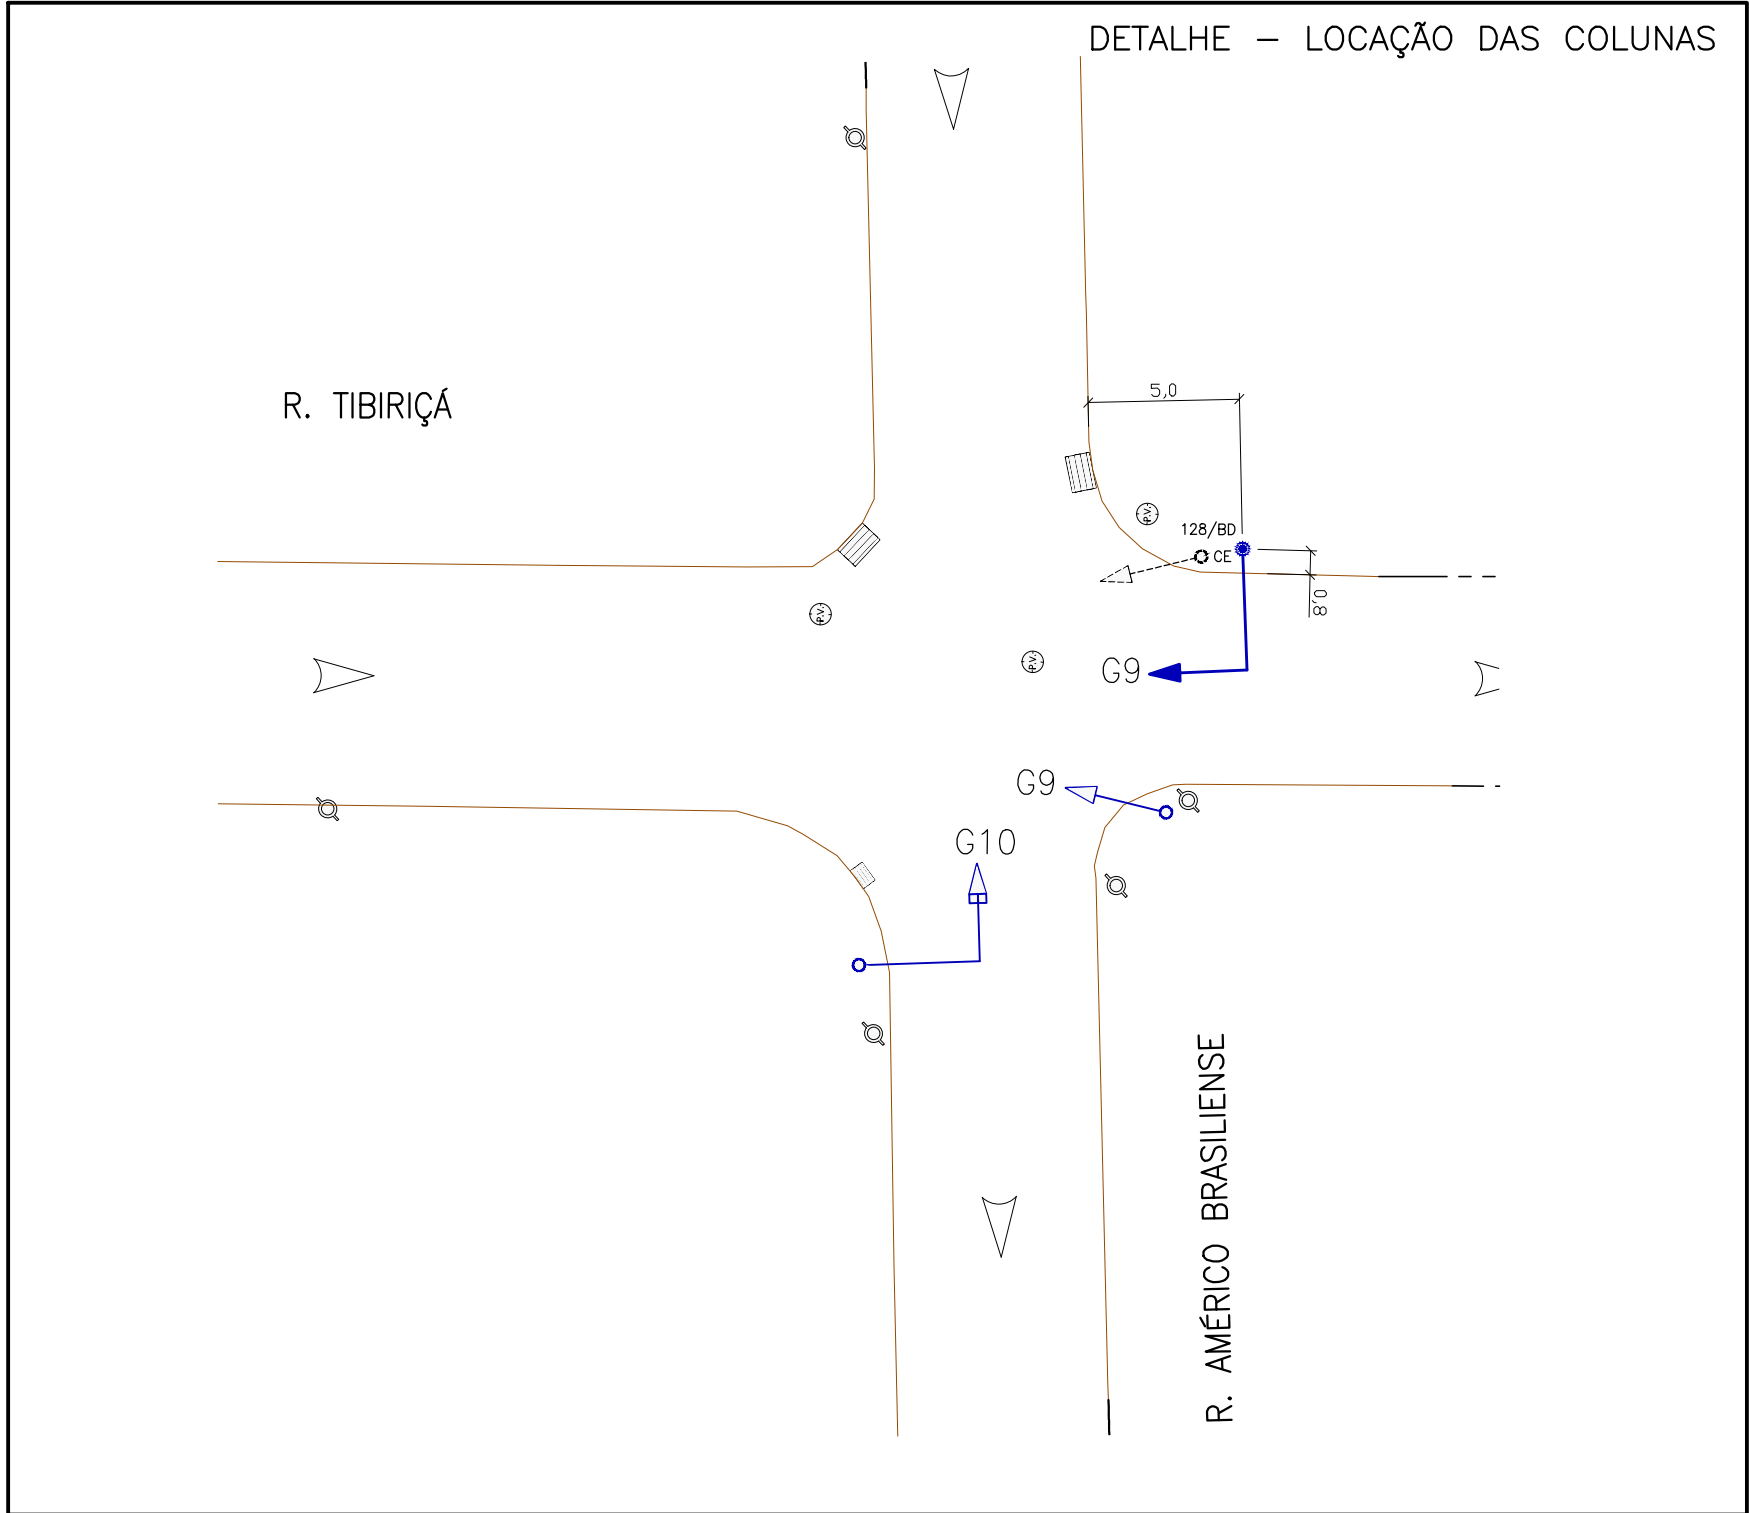 DETALHE – LOCAÇÃO DAS COLUNAS
R. TIBIRIÇÁ
5,0
P.V.
128/BD
CE
0,8
P.V.
P.V.
G9
G9
G10
R. AMÉRICO BRASILIENSE